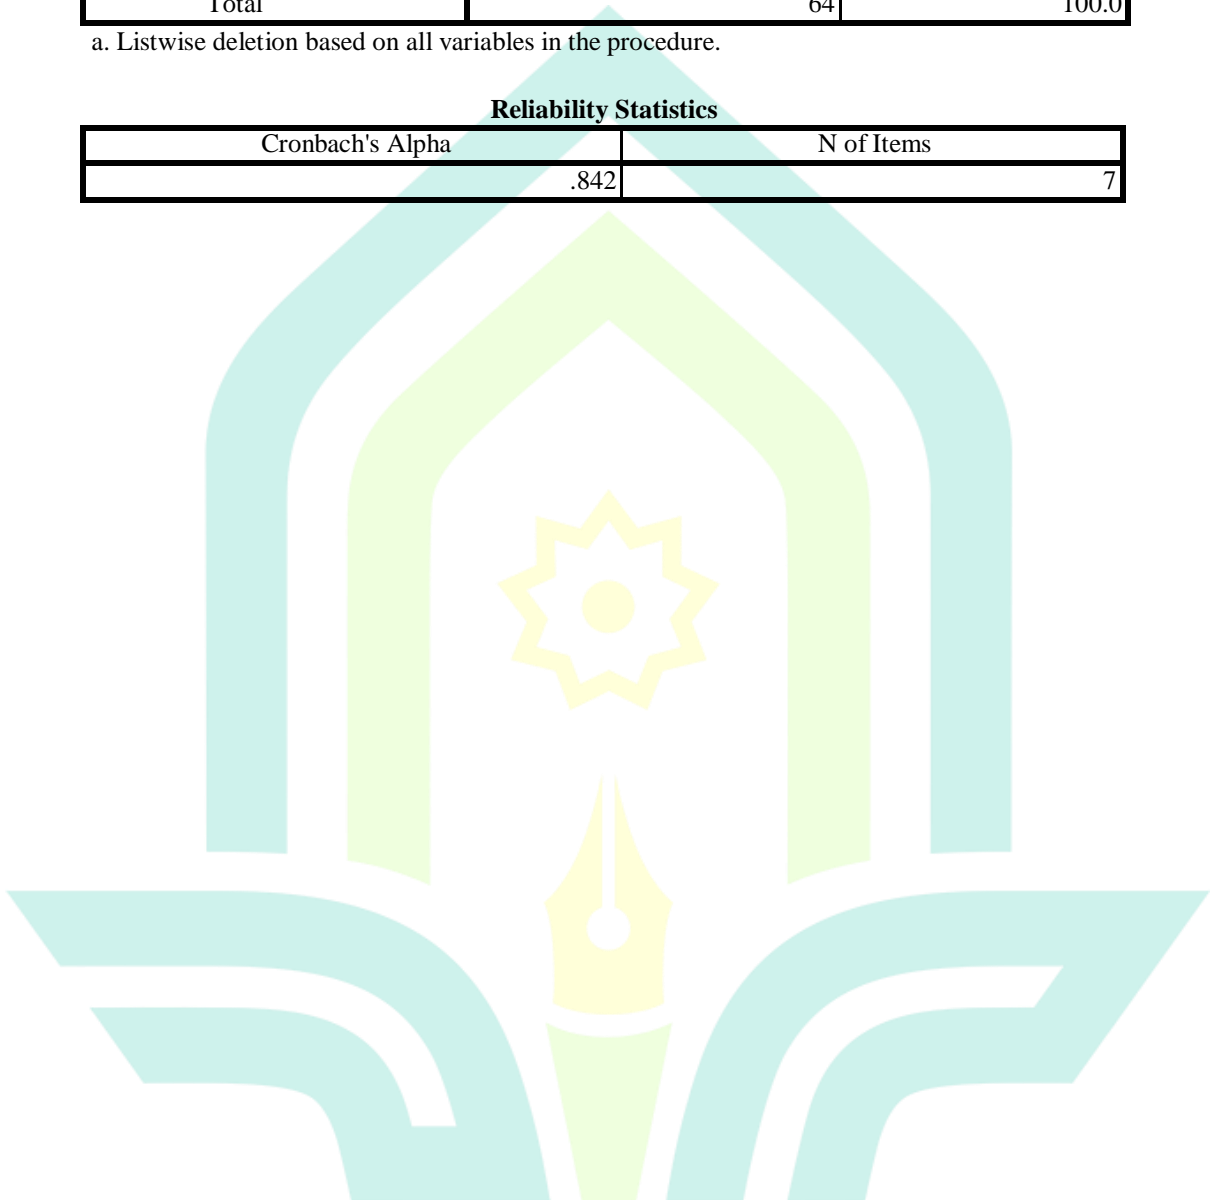 Total 64 100.0
a. Listwise deletion based on all variables in the procedure.
Reliability Statistics
Cronbach's Alpha N of Items
.842 7